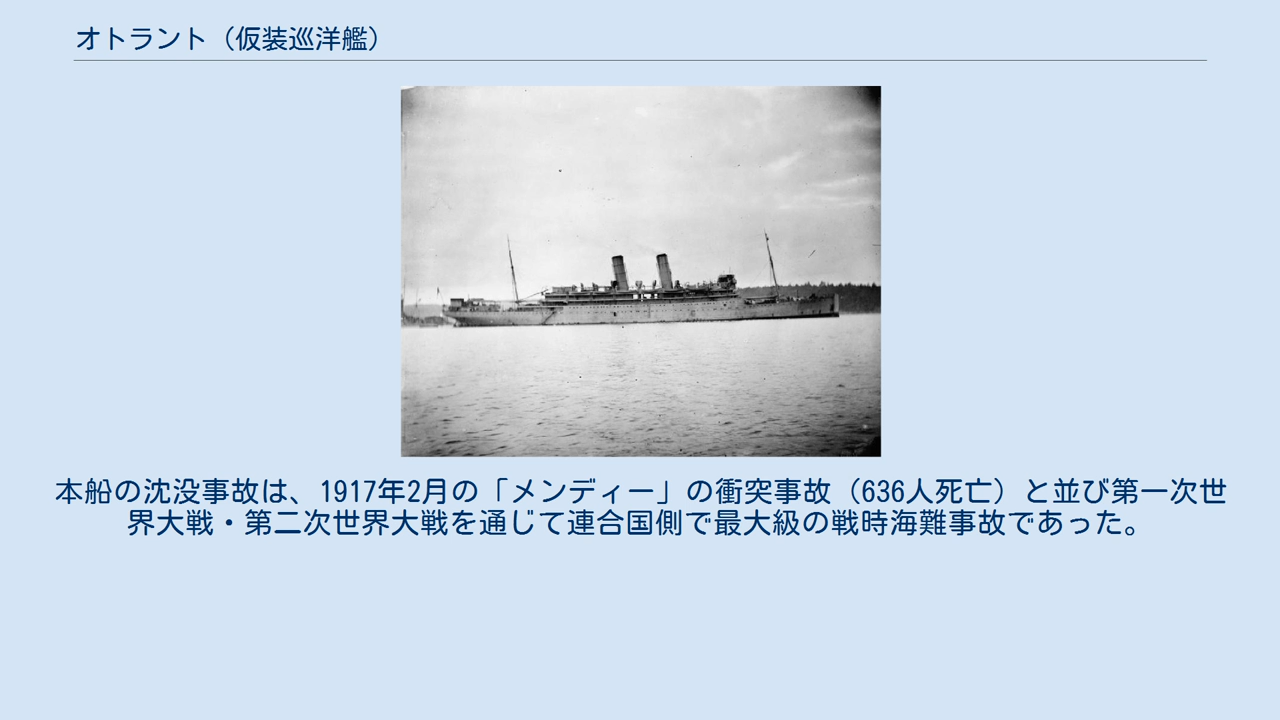 オトラント（仮装巡洋艦）
本船の沈没事故は、1917年2月の「メンディー」の衝突事故（636人死亡）と並び第一次世
界大戦・第二次世界大戦を通じて連合国側で最大級の戦時海難事故であった。